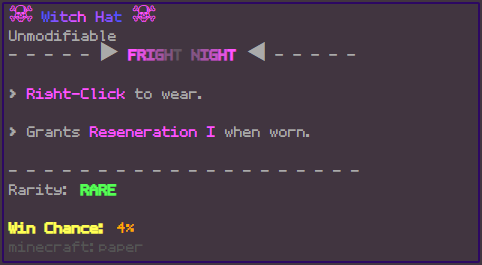 ☠ Witch Hat ☠
Unmodifiable
- - - - - ▶ FRIGHT NIGHT ◀ - - - - -
> Right-Click to wear.
> Grants Regeneration I when worn.
- - - - - - - - - - - - - - - - - -
Rarity: RARE
Win Chance: 4%
minecraft:paper